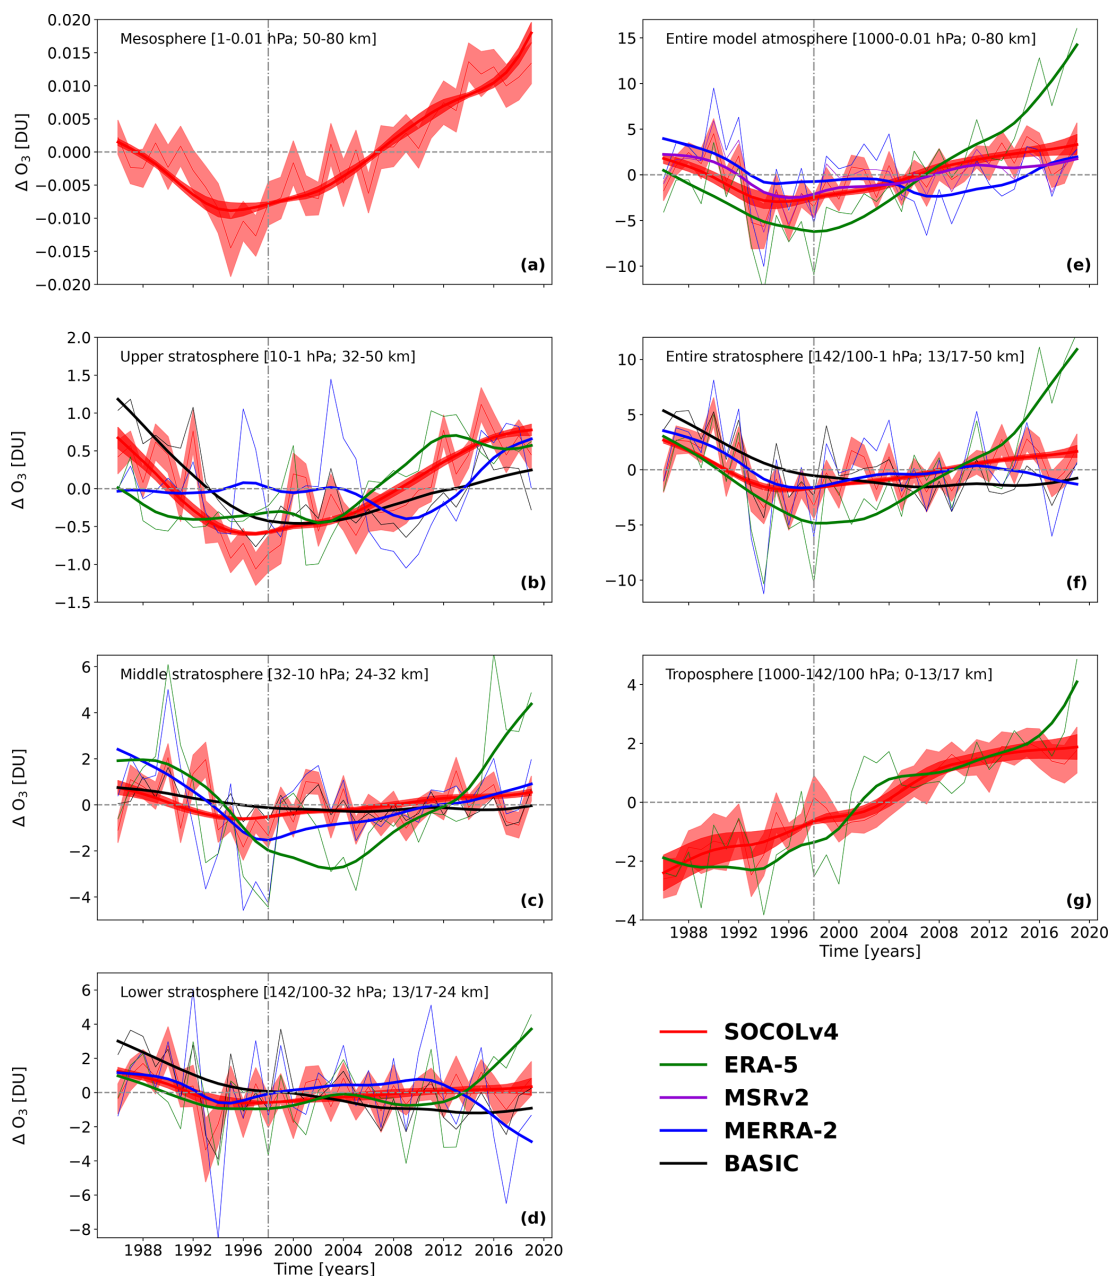 Mesosphere [1-0.01 hPa; 50-80 km]
Δ O3 [DU]
0.020
0.015
0.010
0.005
0.000
−0.005
−0.010
−0.015
−0.020
(a)
Entire model atmosphere [1000-0.01 hPa; 0-80 km]
15
10
5
0
−5
−10
(e)
Upper stratosphere [10-1 hPa; 32-50 km]
Δ O3 [DU]
2.0
1.5
1.0
0.5
0.0
−0.5
−1.0
−1.5
(b)
Entire stratosphere [142/100-1 hPa; 13/17-50 km]
10
5
0
−5
−10
(f)
Middle stratosphere [32-10 hPa; 24-32 km]
Δ O3 [DU]
6
4
2
0
−2
−4
(c)
Troposphere [1000-142/100 hPa; 0-13/17 km]
4
2
0
−2
−4
(g)
1988 1992 1996 2000 2004 2008 2012 2016 2020
Time [years]
Lower stratosphere [142/100-32 hPa; 13/17-24 km]
Δ O3 [DU]
6
4
2
0
−2
−4
−6
−8
(d)
1988 1992 1996 2000 2004 2008 2012 2016 2020
Time [years]
SOCOLv4
ERA-5
MSRv2
MERRA-2
BASIC